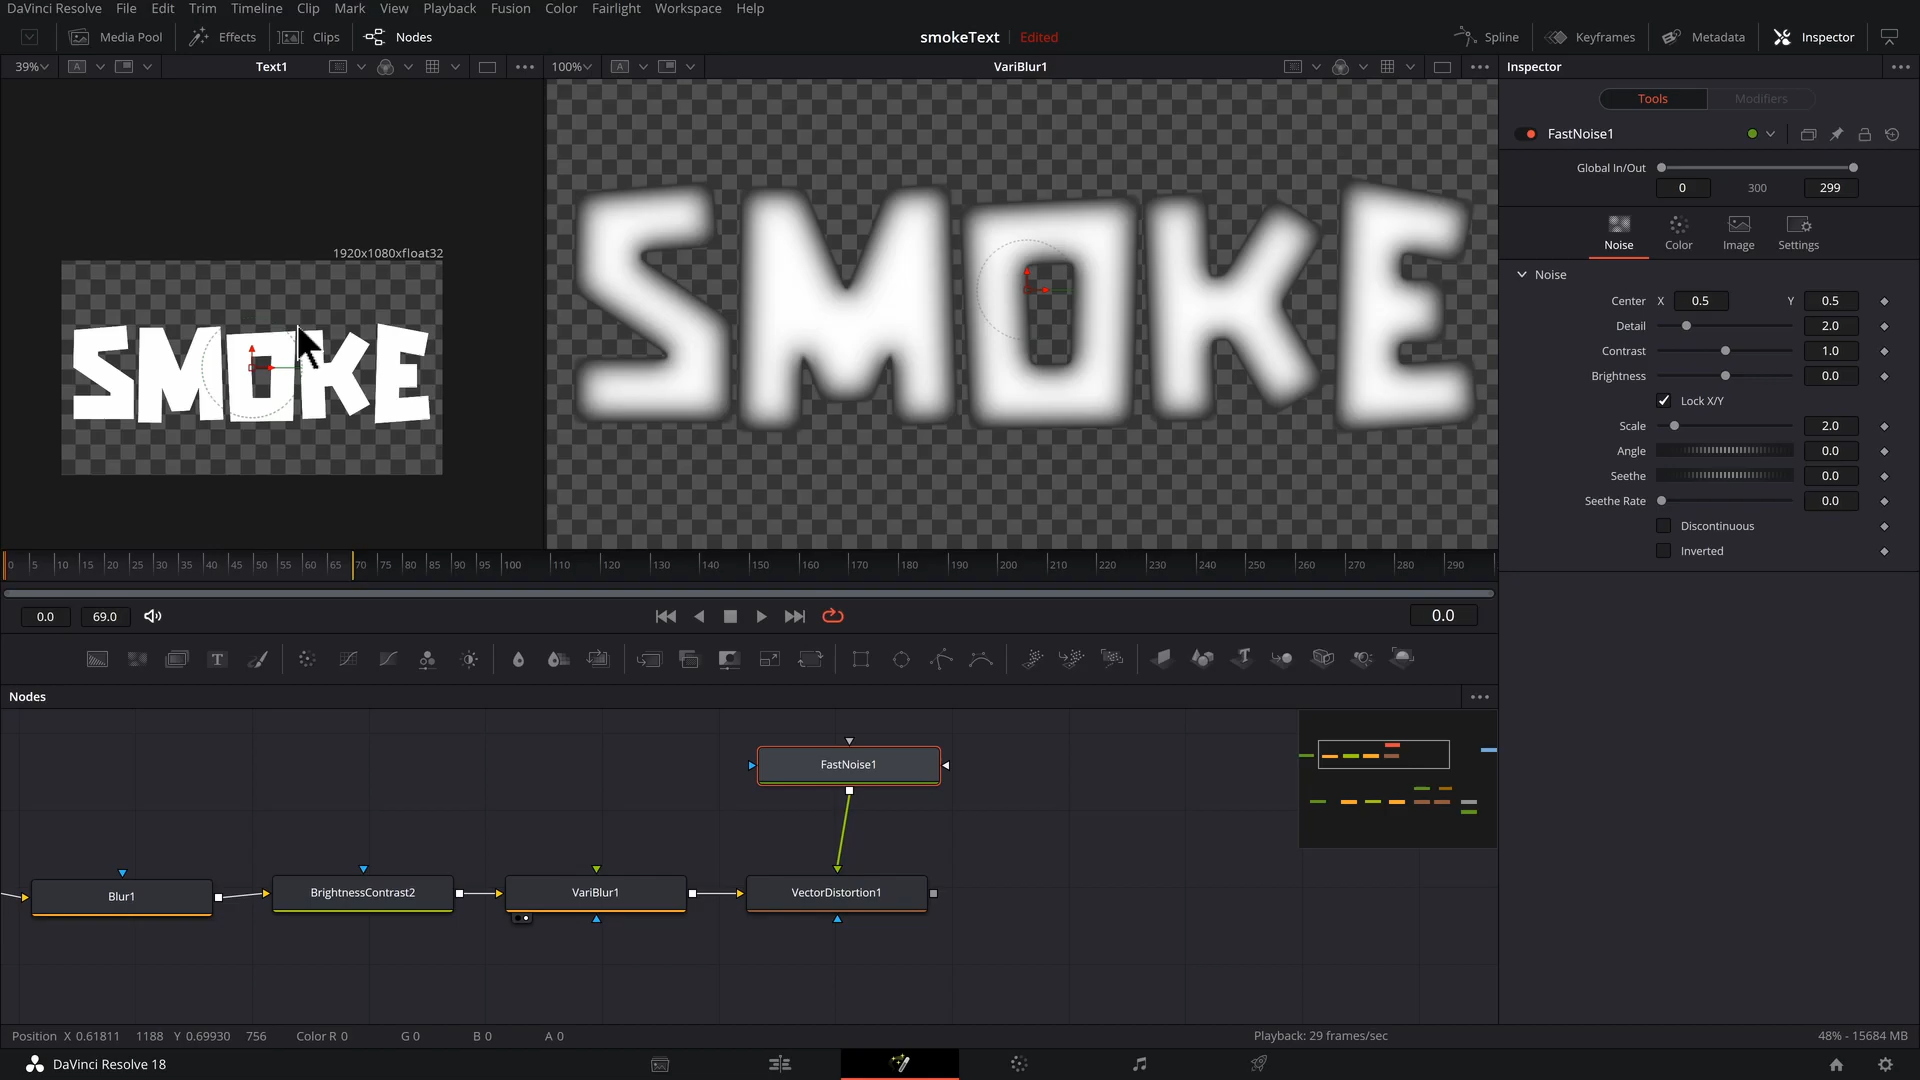 DaVinci Resolve File Edit Trim Timeline Clip Mark View Playback Fusion Color Fairlight Workspace Help
Media Pool Effects Clips Nodes smokeText Edited Spline Keyframes Metadata Inspector
39% A Text1 100% A VariBlur1 Inspector
Tools Modifiers
FastNoise1
Global In/Out
0 300 299
Noise Color Image Settings
Noise
Center X 0.5 Y 0.5
Detail 2.0
Contrast 1.0
Brightness 0.0
Lock X/Y
Scale 2.0
Angle 0.0
Seethe 0.0
Seethe Rate 0.0
Discontinuous
Inverted
1920x1080xfloat32
SMOKE
SMOKE
0 5 10 15 20 25 30 35 40 45 50 55 60 65 70 75 80 85 90 95 100 110 120 130 140 150 160 170 180 190 200 210 220 230 240 250 260 270 280 290
0.0 69.0 0.0
T T
Nodes
FastNoise1
Blur1 BrightnessContrast2 VariBlur1 VectorDistortion1
Position X 0.61811 1188 Y 0.69930 756 Color R 0 G 0 B 0 A 0 Playback: 29 frames/sec 48% - 15684 MB
DaVinci Resolve 18